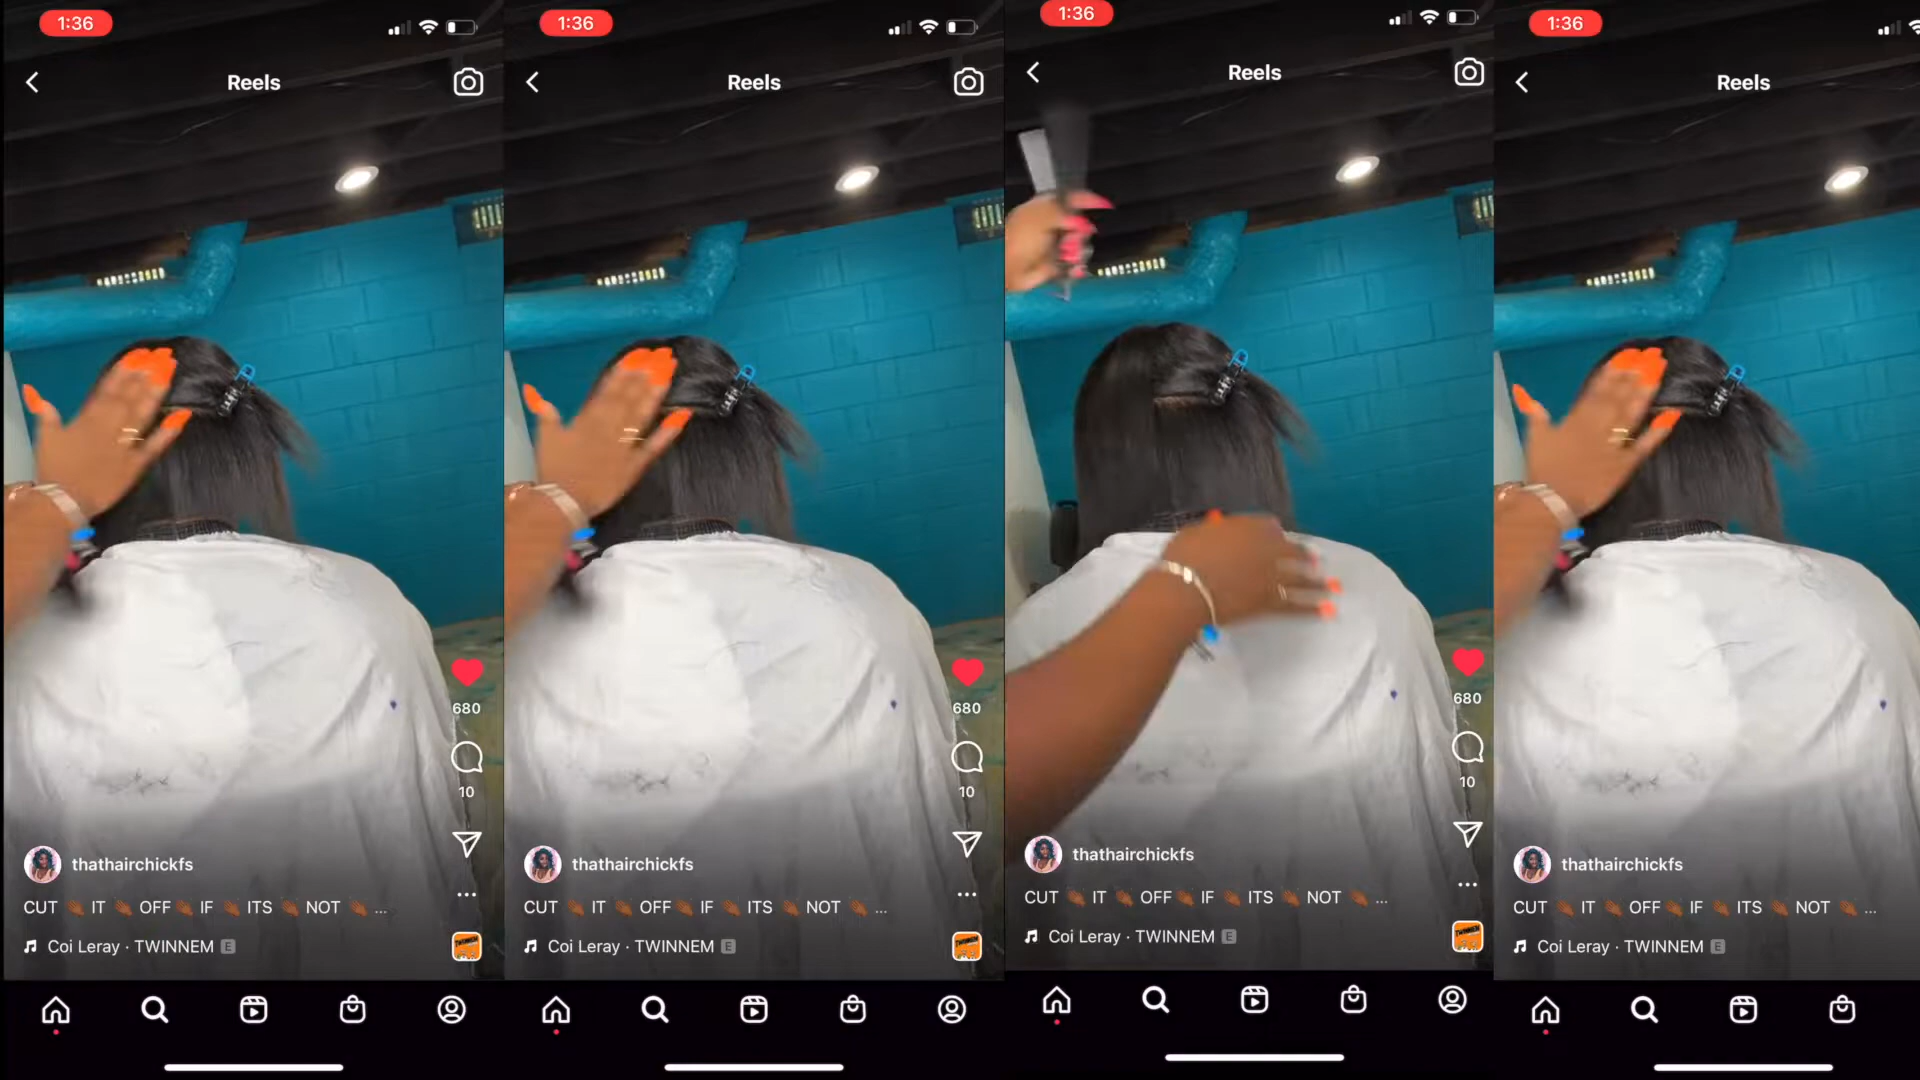 1:36
Reels
680
10
thathairchickfs
CUT 👏🏾 IT 👏🏾 OFF 👏🏾 IF 👏🏾 ITS 👏🏾 NOT 👏🏾 ...
Coi Leray · TWINNEM E
TWINNEM
1:36
Reels
680
10
thathairchickfs
CUT 👏🏾 IT 👏🏾 OFF 👏🏾 IF 👏🏾 ITS 👏🏾 NOT 👏🏾 ...
Coi Leray · TWINNEM E
TWINNEM
1:36
Reels
680
10
thathairchickfs
CUT 👏🏾 IT 👏🏾 OFF 👏🏾 IF 👏🏾 ITS 👏🏾 NOT 👏🏾 ...
Coi Leray · TWINNEM E
TWINNEM
1:36
Reels
thathairchickfs
CUT 👏🏾 IT 👏🏾 OFF 👏🏾 IF 👏🏾 ITS 👏🏾 NOT 👏🏾 ...
Coi Leray · TWINNEM E